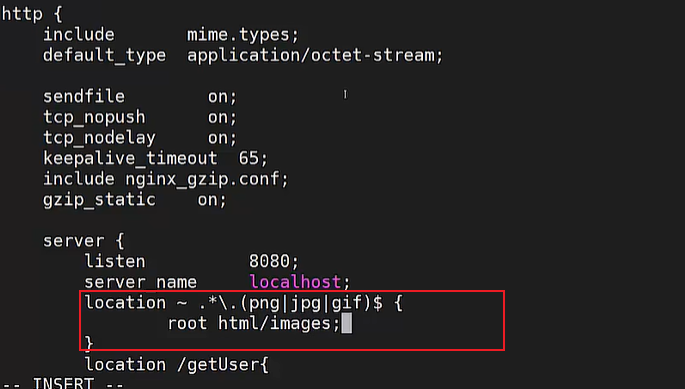 http {
    include       mime.types;
    default_type  application/octet-stream;
    sendfile        on;
    tcp_nopush      on;
    tcp_nodelay     on;
    keepalive_timeout  65;
    include nginx_gzip.conf;
    gzip_static    on;
    server {
        listen          8080;
        server_name     localhost;
        location ~ .*\.(png|jpg|gif)$ {
                root html/images;
        }
        location /getUser{
-- INSERT --